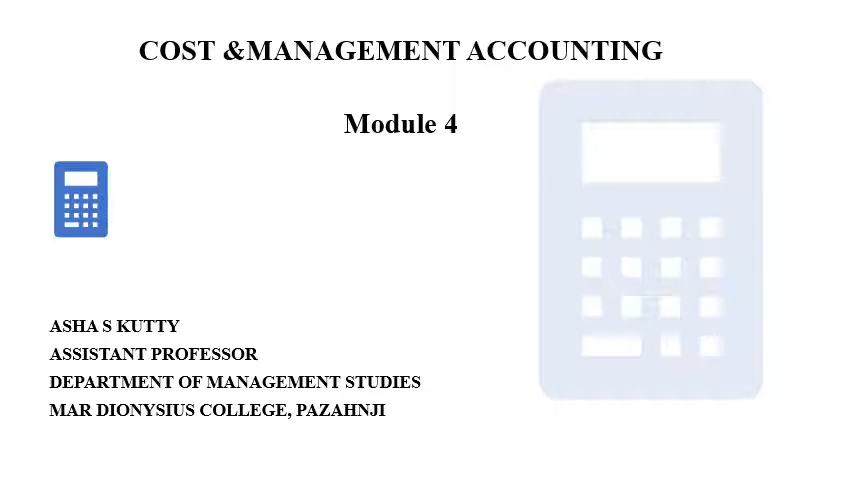 COST &MANAGEMENT ACCOUNTING
Module 4
ASHA S KUTTY
ASSISTANT PROFESSOR
DEPARTMENT OF MANAGEMENT STUDIES
MAR DIONYSIUS COLLEGE, PAZAHNJI